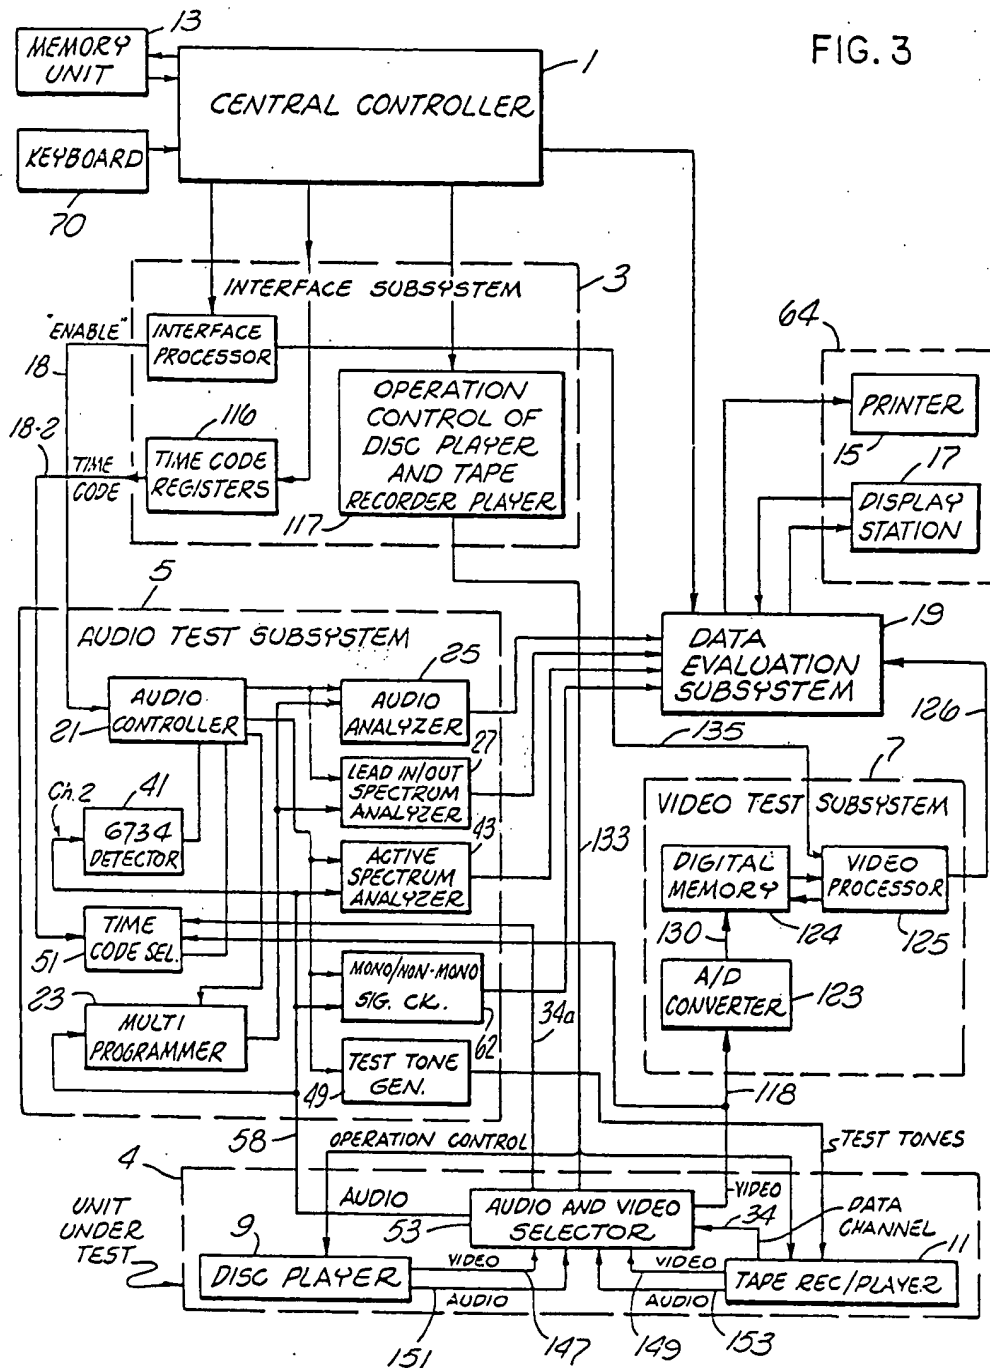 FIG. 3
13
MEMORY
UNIT
1
CENTRAL CONTROLLER
KEYBOARD
70
3
INTERFACE SUBSYSTEM
"ENABLE"
INTERFACE
PROCESSOR
18
18-2
TIME
CODE
116
TIME CODE
REGISTERS
OPERATION
CONTROL OF
DISC PLAYER
AND TAPE
RECORDER PLAYER
117
64
PRINTER
15
17
DISPLAY
STATION
5
AUDIO TEST SUBSYSTEM
19
DATA
EVALUATION
SUBSYSTEM
25
AUDIO
CONTROLLER
21
AUDIO
ANALYZER
135
126
27
LEAD IN/OUT
SPECTRUM
ANALYZER
7
VIDEO TEST SUBSYSTEM
Ch.2
41
6734
DETECTOR
43
ACTIVE
SPECTRUM
ANALYZER
133
DIGITAL
MEMORY
VIDEO
PROCESSOR
124
125
130
TIME
CODE SEL.
51
A/D
CONVERTER
123
23
MULTI
PROGRAMMER
MONO/NON-MONO
SIG. CK.
62
34a
TEST TONE
GEN.
49
118
58
OPERATION CONTROL
TEST TONES
4
UNIT
UNDER
TEST
AUDIO
AUDIO AND VIDEO
SELECTOR
53
VIDEO
34
DATA
CHANNEL
9
DISC PLAYER
VIDEO
AUDIO
VIDEO
AUDIO
11
TAPE REC/PLAYER
151
147
149
153